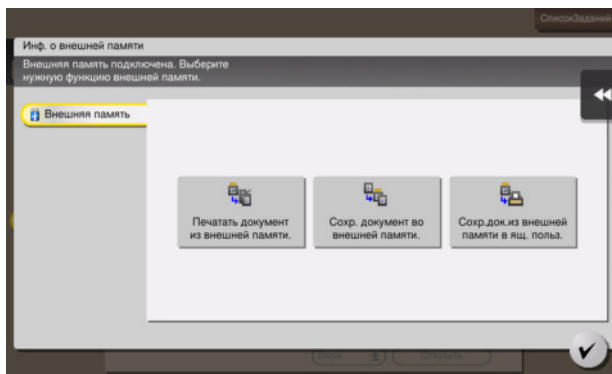 СписокЗаданий
Инф. о внешней памяти
Внешняя память подключена. Выберите
нужную функцию внешней памяти.
Внешняя память
Печатать документ
из внешней памяти.
Сохр. документ во
внешней памяти.
Сохр.док.из внешней
памяти в ящ. польз.
Открыть